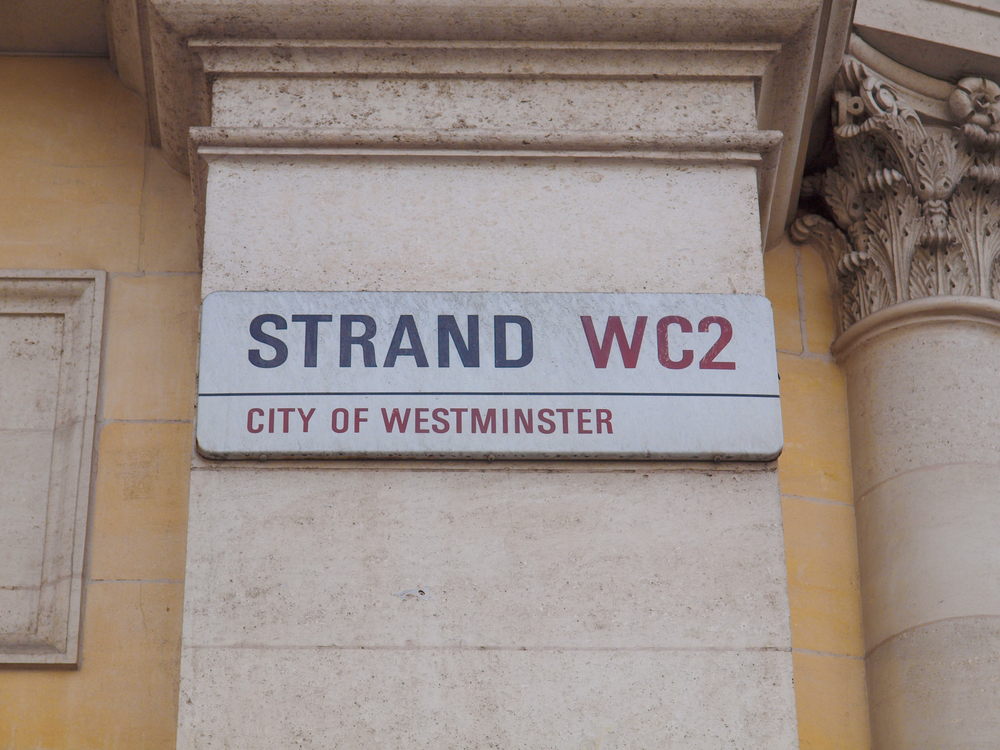 STRAND WC2
CITY OF WESTMINSTER